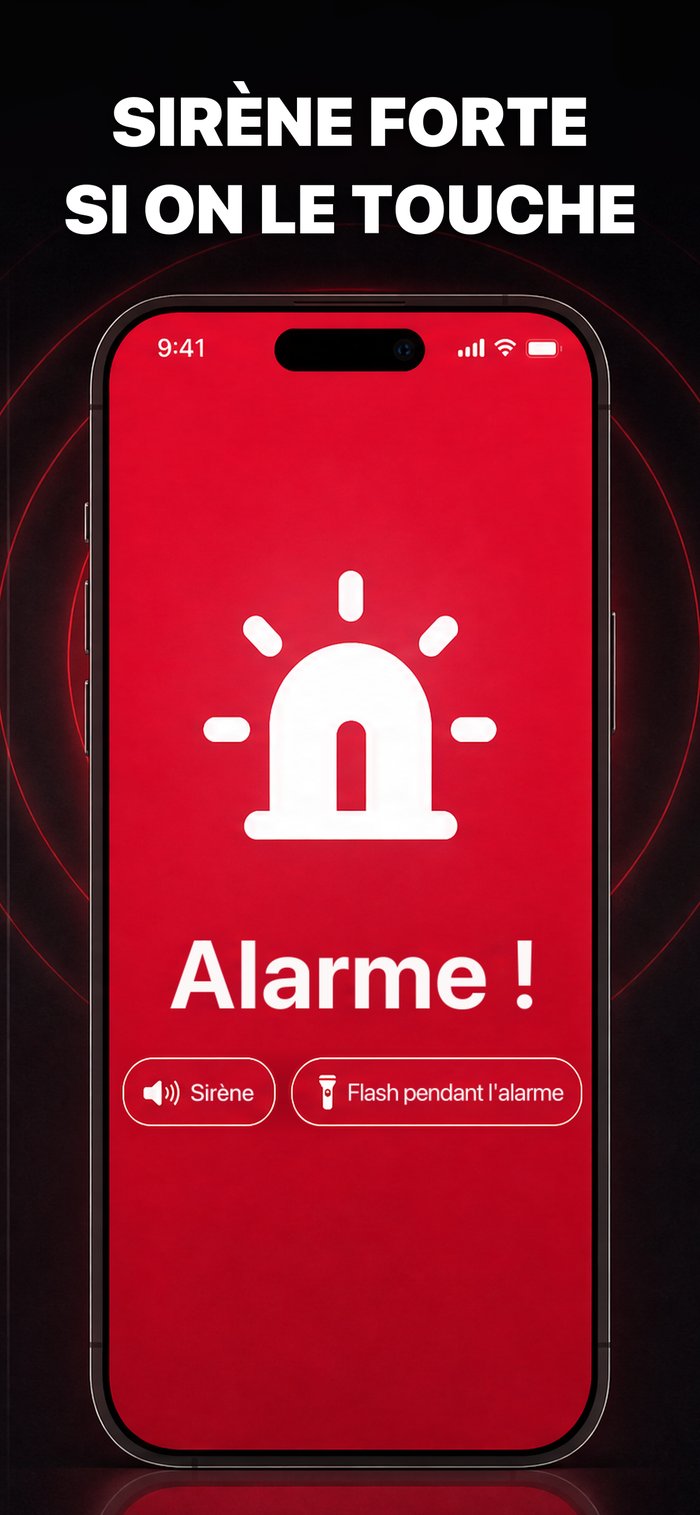 SIRÈNE FORTE
SI ON LE TOUCHE
9:41
Alarme !
Sirène
Flash pendant l'alarme